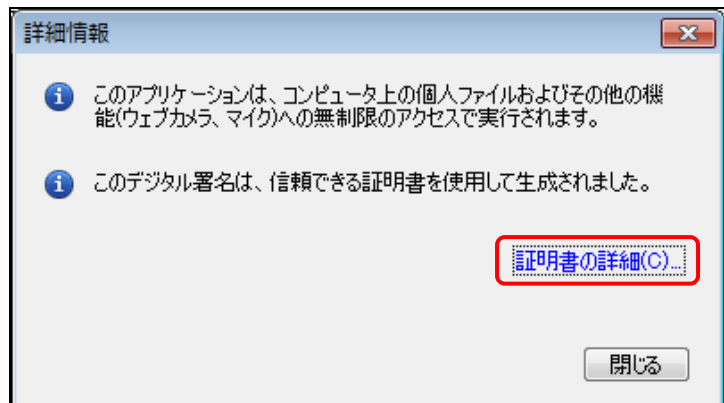 詳細情報
このアプリケーションは、コンピュータ上の個人ファイルおよびその他の機
能(ウェブカメラ、マイク)への無制限のアクセスで実行されます。
このデジタル署名は、信頼できる証明書を使用して生成されました。
証明書の詳細(C)...
閉じる